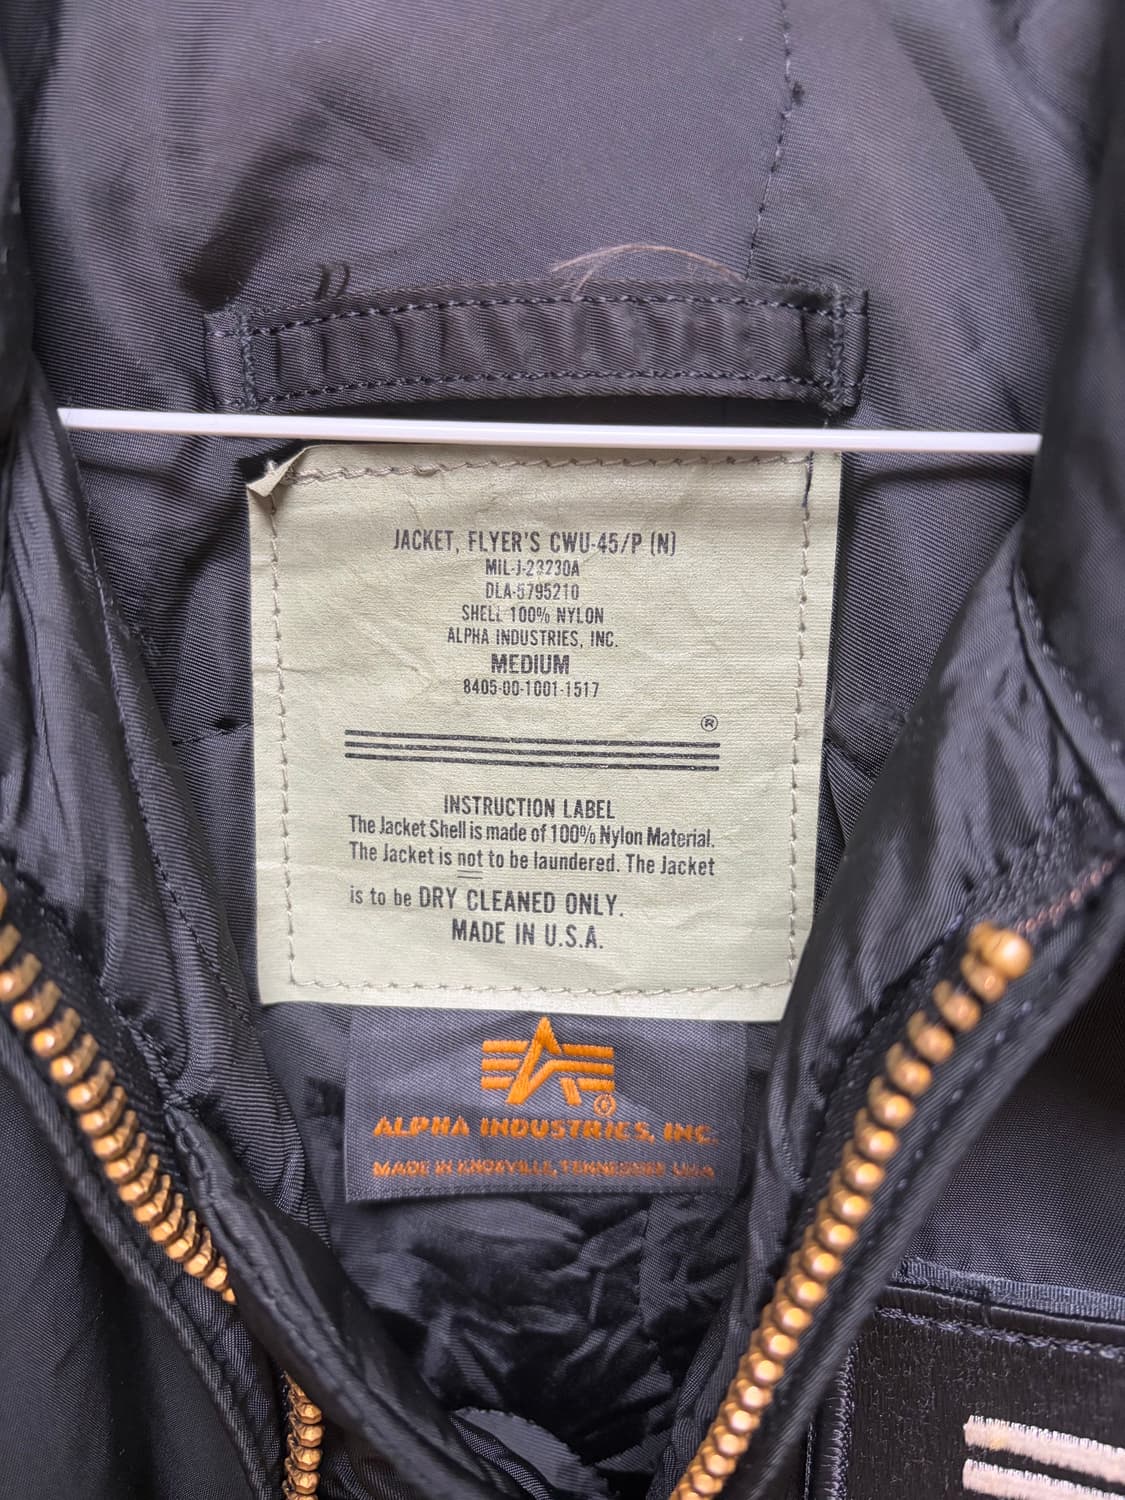 JACKET, FLYER'S CWU-45/P (N)
MIL-J-23230A
DLA-5795210
SHELL 100% NYLON
ALPHA INDUSTRIES, INC.
MEDIUM
8405-00-1001-1517
®
INSTRUCTION LABEL
The Jacket Shell is made of 100% Nylon Material.
The Jacket is not to be laundered. The Jacket
is to be DRY CLEANED ONLY.
MADE IN U.S.A.
®
ALPHA INDUSTRIES, INC.
MADE IN KNOXVILLE, TENNESSEE USA